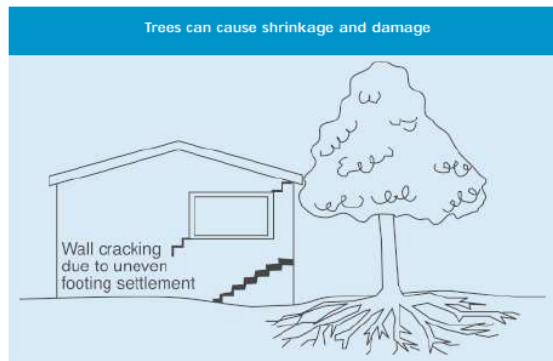 Trees can cause shrinkage and damage
Wall cracking
due to uneven
footing settlement